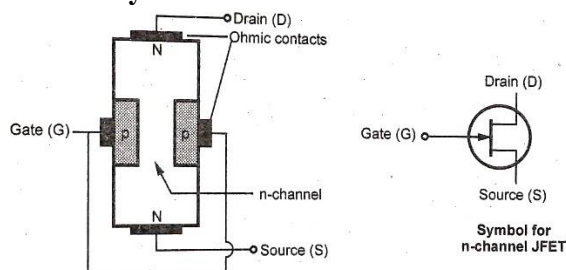 Drain (D)
N
Ohmic contacts
Drain (D)
Gate (G)
p
p
Gate (G)
n-channel
N
Source (S)
Source (S)
Symbol for
n-channel JFET